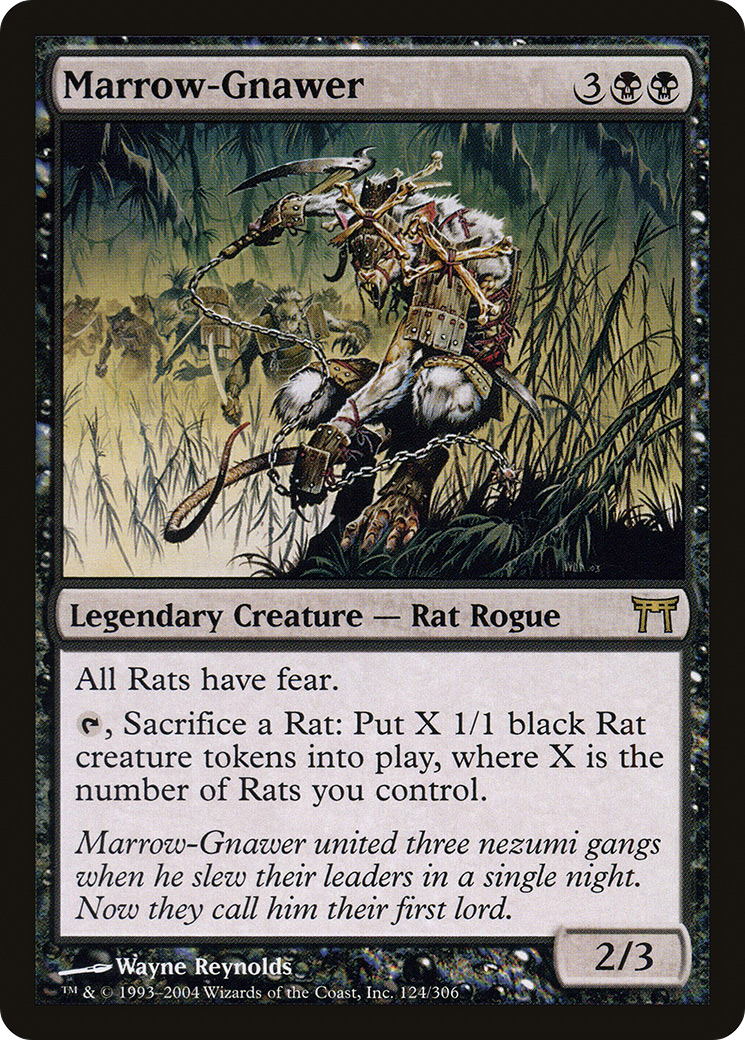 Marrow-Gnawer 3
Legendary Creature — Rat Rogue
All Rats have fear.
, Sacrifice a Rat: Put X 1/1 black Rat
creature tokens into play, where X is the
number of Rats you control.
Marrow-Gnawer united three nezumi gangs
when he slew their leaders in a single night.
Now they call him their first lord.
2/3
Wayne Reynolds
™ & © 1993–2004 Wizards of the Coast, Inc. 124/306